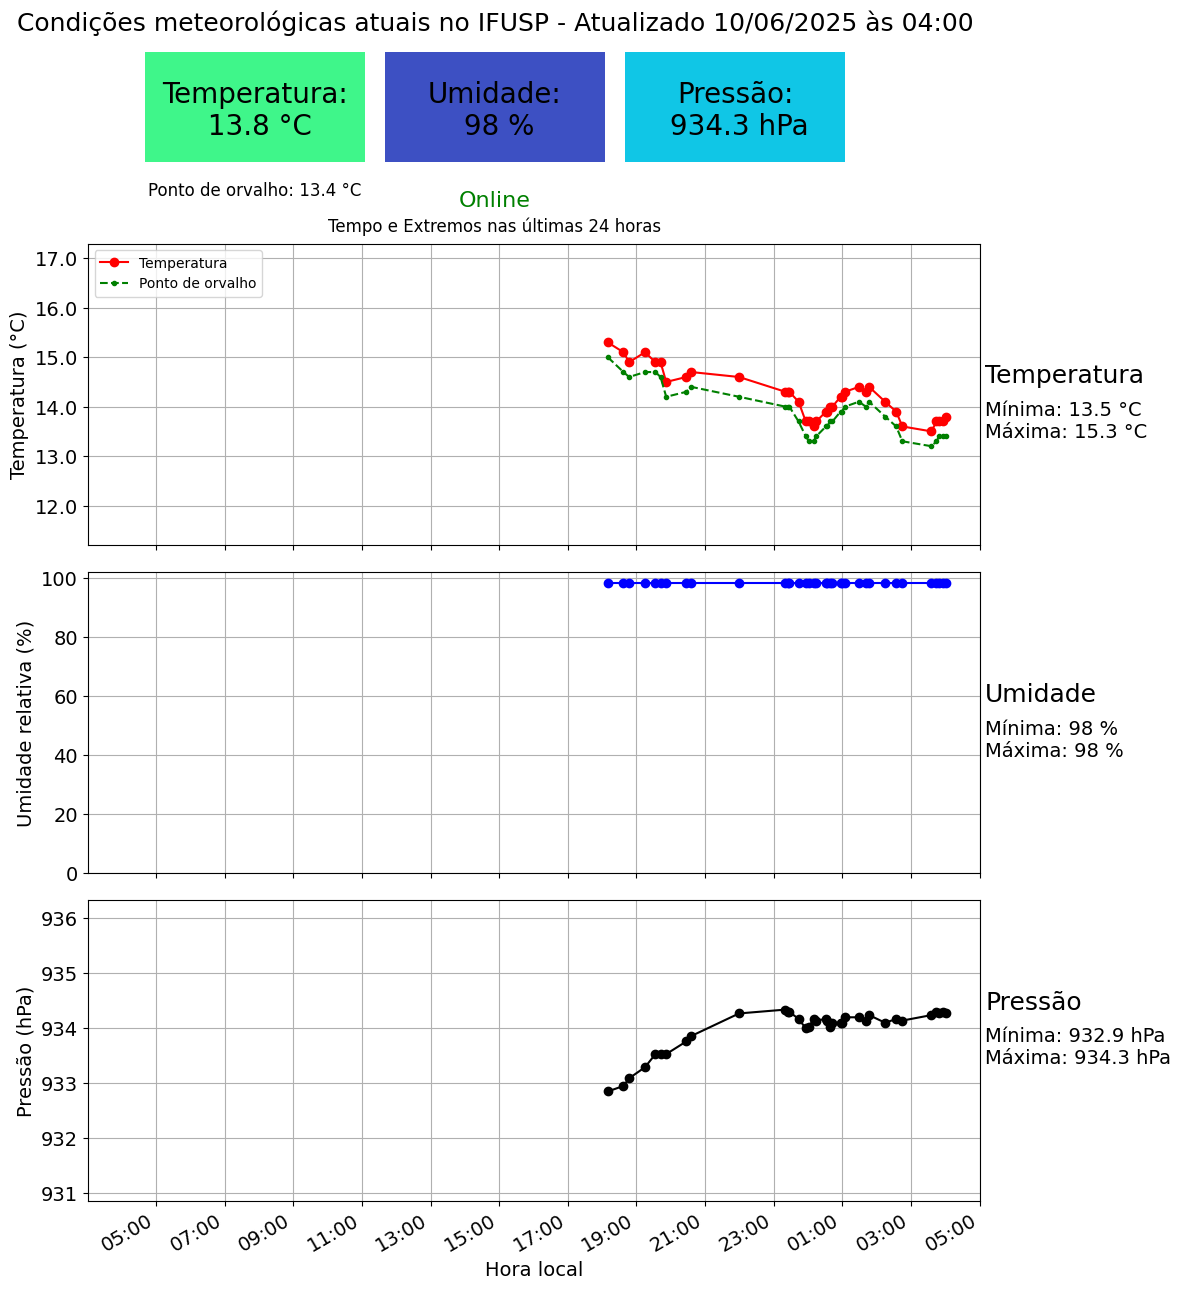 Condições meteorológicas atuais no IFUSP - Atualizado 10/06/2025 às 04:00
Temperatura:
13.8 °C
Umidade:
98 %
Pressão:
934.3 hPa
Ponto de orvalho: 13.4 °C
Online
Tempo e Extremos nas últimas 24 horas
Temperatura
Ponto de orvalho
Temperatura (°C)
17.0
16.0
15.0
14.0
13.0
12.0
Temperatura
Mínima: 13.5 °C
Máxima: 15.3 °C
Umidade relativa (%)
100
80
60
40
20
0
Umidade
Mínima: 98 %
Máxima: 98 %
Pressão (hPa)
936
935
934
933
932
931
Pressão
Mínima: 932.9 hPa
Máxima: 934.3 hPa
05:00
07:00
09:00
11:00
13:00
15:00
17:00
19:00
21:00
23:00
01:00
03:00
05:00
Hora local